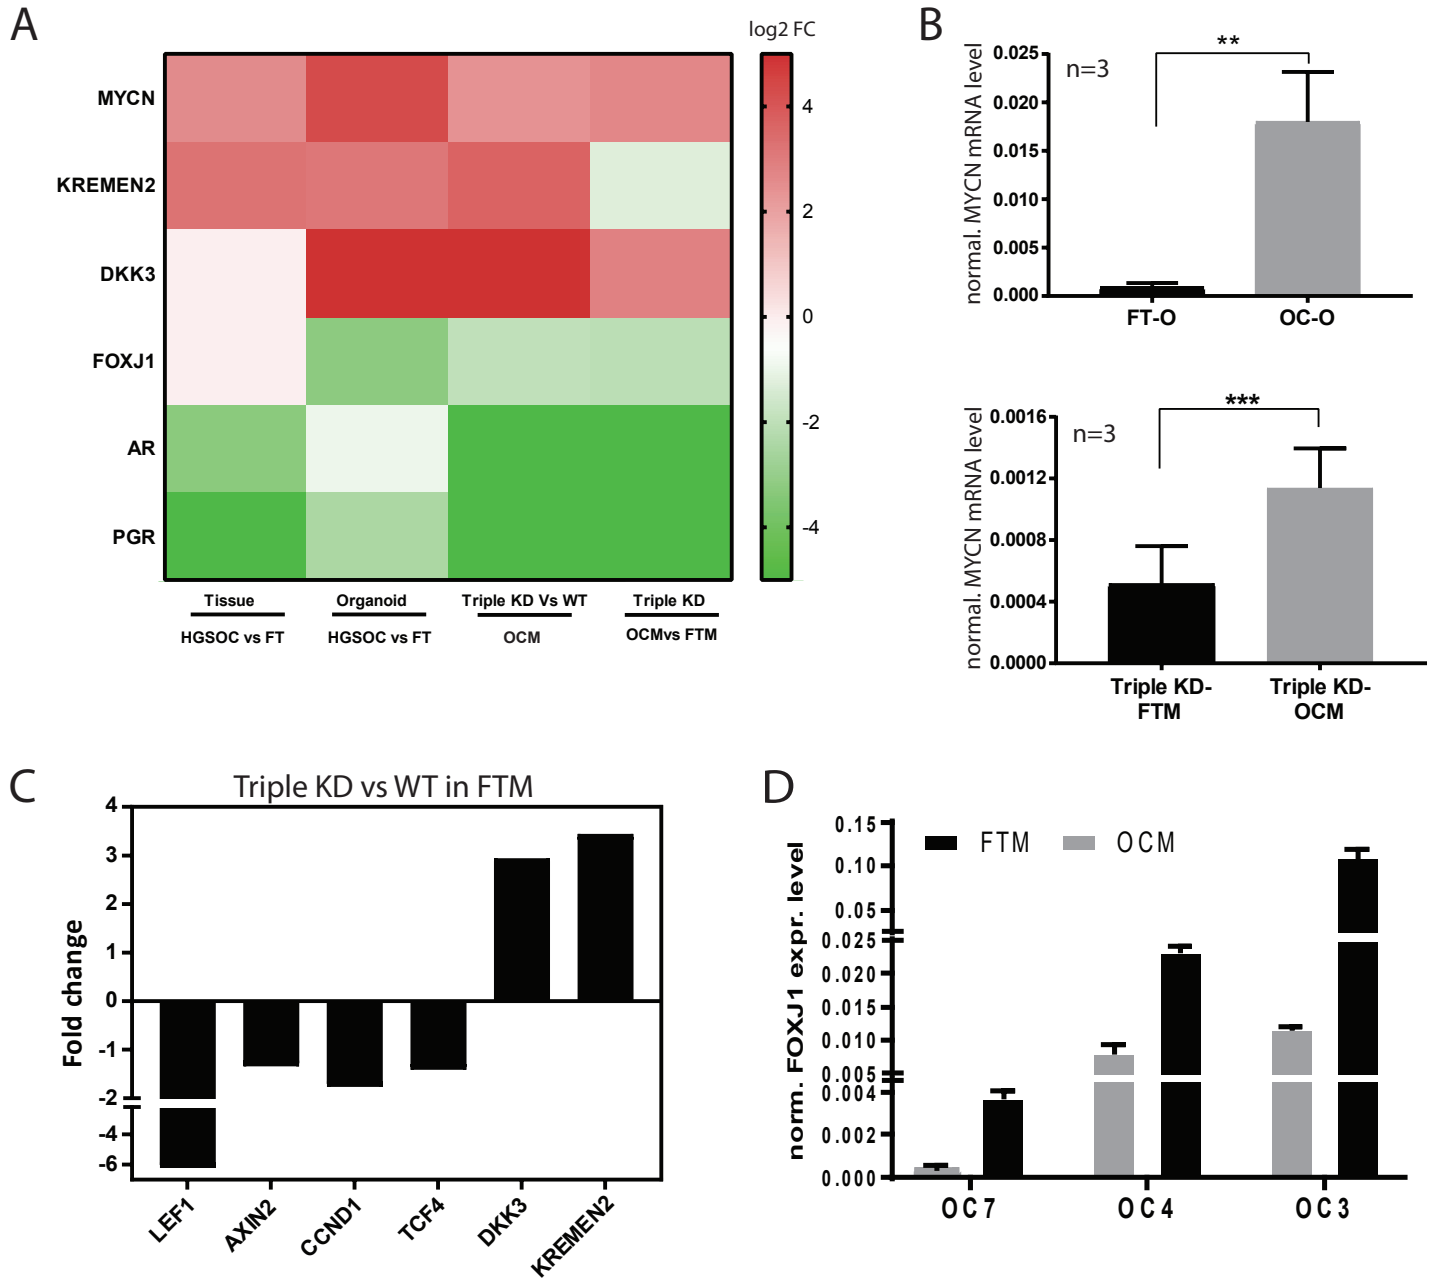 A
log2 FC
MYCN
KREMEN2
DKK3
FOXJ1
AR
PGR
4
2
0
-2
-4
Tissue
HGSOC vs FT
Organoid
HGSOC vs FT
Triple KD Vs WT
OCM
Triple KD
OCMvs FTM
B
normal. MYCN mRNA level
0.025
0.020
0.015
0.010
0.005
0.000
n=3
**
FT-O
OC-O
normal. MYCN mRNA level
0.0016
0.0012
0.0008
0.0004
0.0000
n=3
***
Triple KD-
FTM
Triple KD-
OCM
C
Triple KD vs WT in FTM
Fold change
4
3
2
1
0
-1
-2
-4
-6
LEF1
AXIN2
CCND1
TCF4
DKK3
KREMEN2
D
norm. FOXJ1 expr. level
0.15
0.10
0.05
0.025
0.020
0.015
0.010
0.005
0.004
0.002
0.000
FTM
OCM
OC7
OC4
OC3